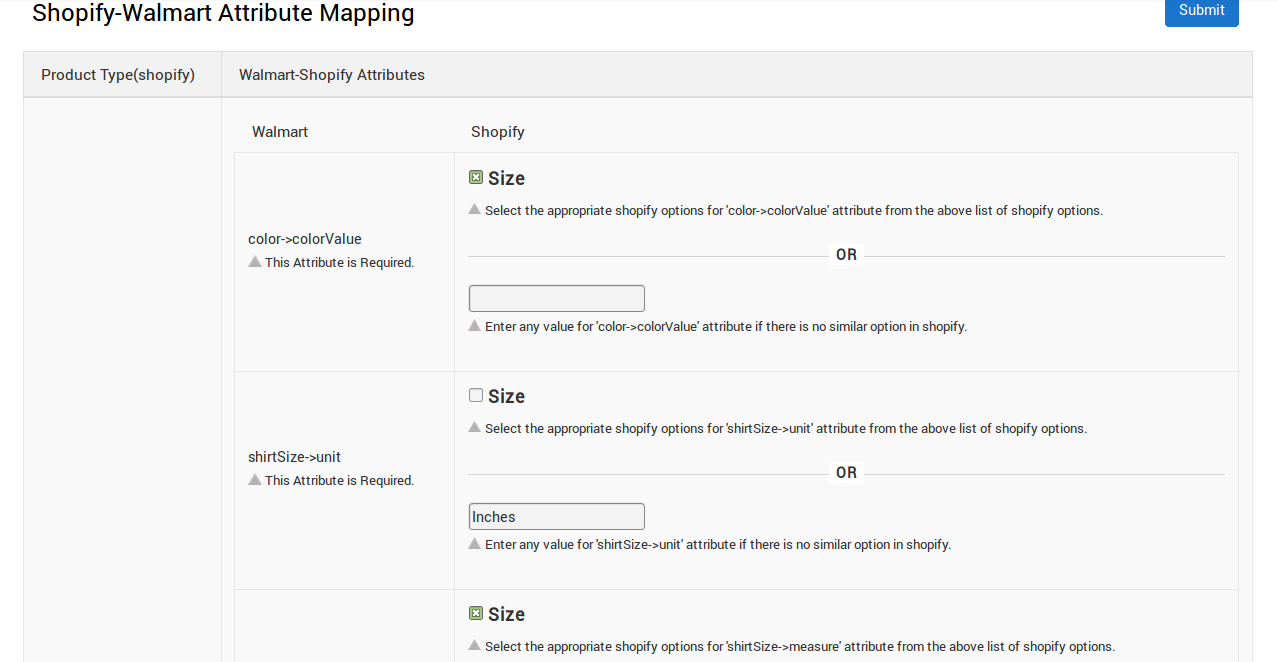 Shopify-Walmart Attribute Mapping
Submit
Product Type(shopify)
Walmart-Shopify Attributes
Walmart
Shopify
Size
Select the appropriate shopify options for 'color->colorValue' attribute from the above list of shopify options.
color->colorValue
This Attribute is Required.
OR
Enter any value for 'color->colorValue' attribute if there is no similar option in shopify.
Size
Select the appropriate shopify options for 'shirtSize->unit' attribute from the above list of shopify options.
shirtSize->unit
This Attribute is Required.
OR
Inches
Enter any value for 'shirtSize->unit' attribute if there is no similar option in shopify.
Size
Select the appropriate shopify options for 'shirtSize->measure' attribute from the above list of shopify options.